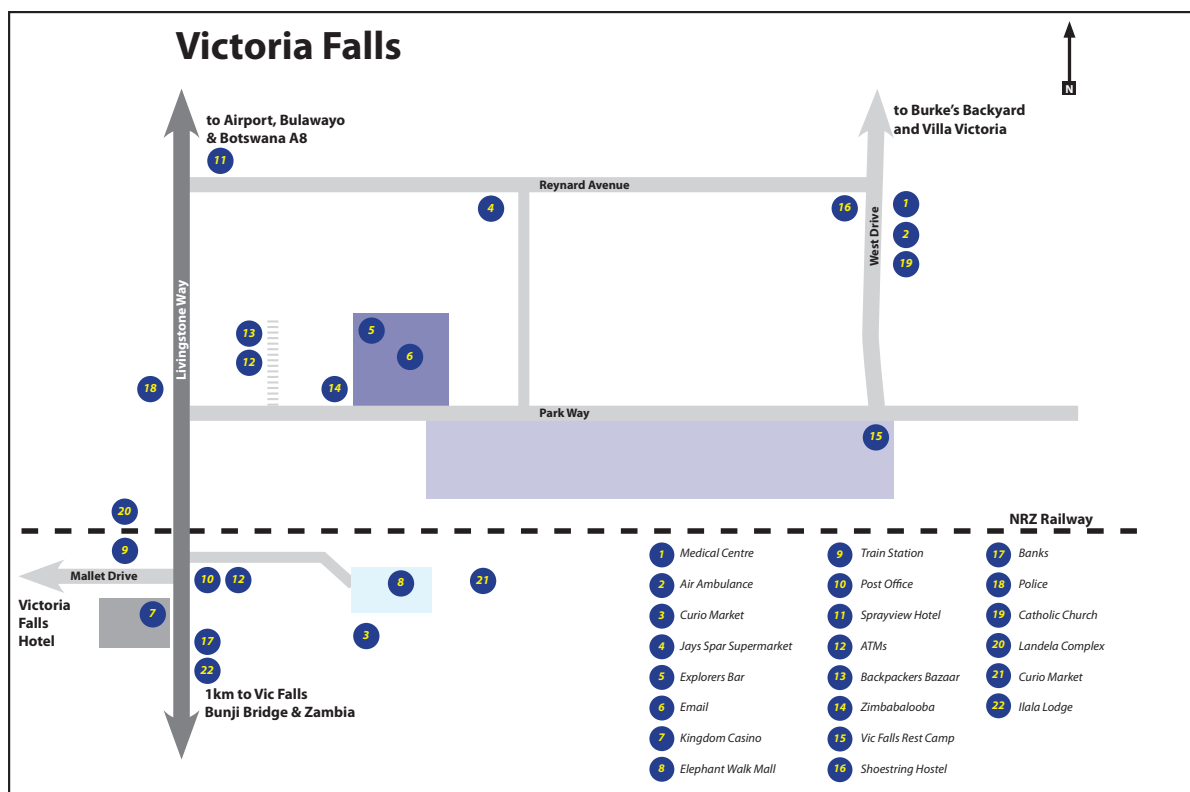 Victoria Falls
N
to Airport, Bulawayo
& Botswana A8
to Burke's Backyard
and Villa Victoria
11
Reynard Avenue
4
16
1
2
19
West Drive
Livingstone Way
13
12
5
6
14
18
Park Way
15
20
NRZ Railway
9
Mallet Drive
10
12
8
21
Victoria
Falls
Hotel
7
17
3
22
1km to Vic Falls
Bunji Bridge & Zambia
1 Medical Centre
2 Air Ambulance
3 Curio Market
4 Jays Spar Supermarket
5 Explorers Bar
6 Email
7 Kingdom Casino
8 Elephant Walk Mall
9 Train Station
10 Post Office
11 Sprayview Hotel
12 ATMs
13 Backpackers Bazaar
14 Zimbabalooba
15 Vic Falls Rest Camp
16 Shoestring Hostel
17 Banks
18 Police
19 Catholic Church
20 Landela Complex
21 Curio Market
22 Ilala Lodge